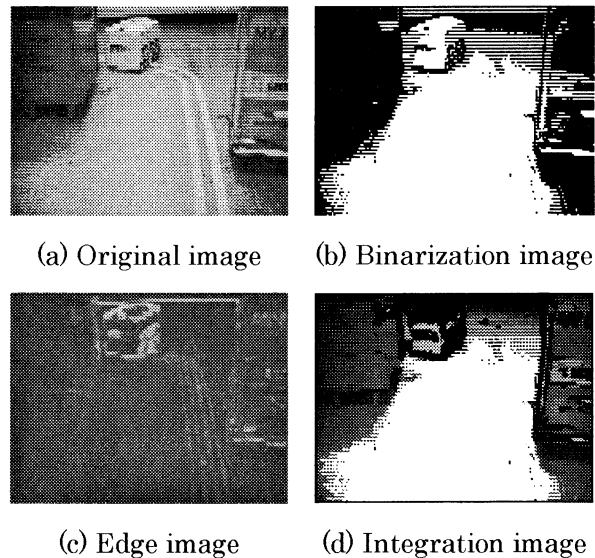 (a) Original image
(b) Binarization image
(c) Edge image
(d) Integration image